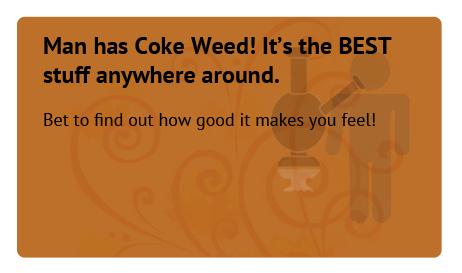 Man has Coke Weed! It’s the BEST
stuff anywhere around.
Bet to find out how good it makes you feel!